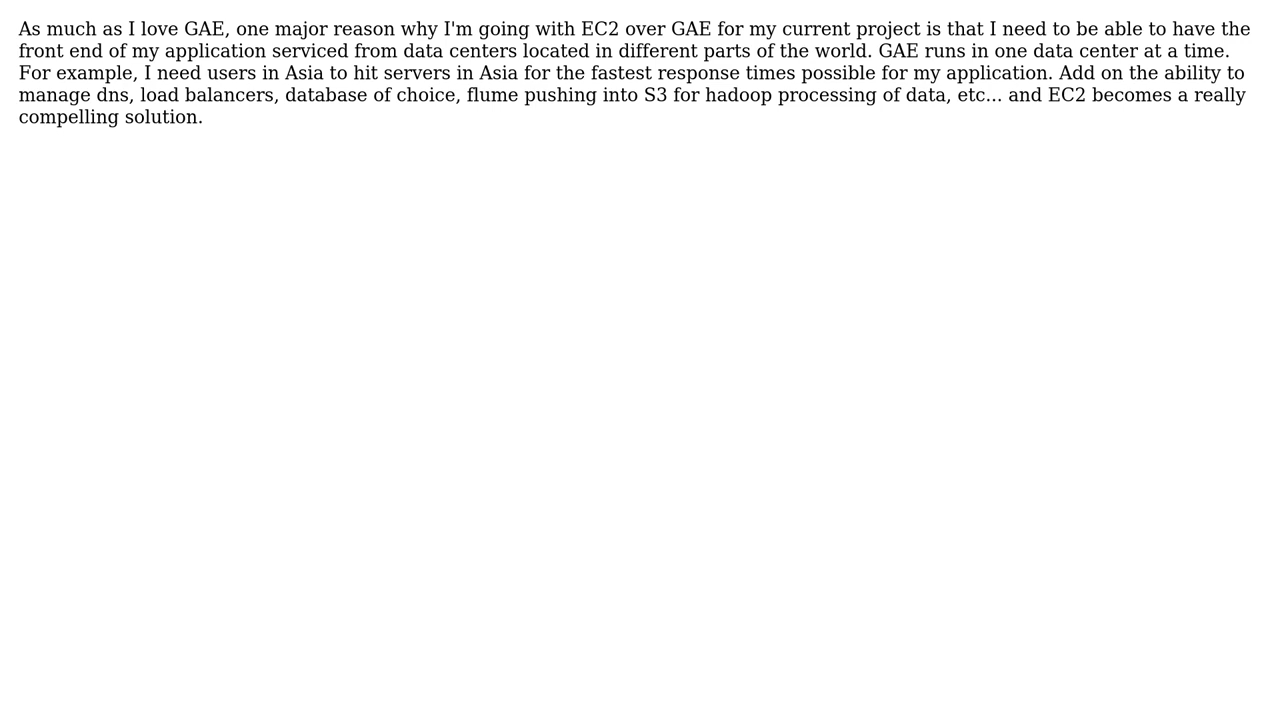 As much as I love GAE, one major reason why I'm going with EC2 over GAE for my current project is that I need to be able to have the
front end of my application serviced from data centers located in different parts of the world. GAE runs in one data center at a time.
For example, I need users in Asia to hit servers in Asia for the fastest response times possible for my application. Add on the ability to
manage dns, load balancers, database of choice, flume pushing into S3 for hadoop processing of data, etc... and EC2 becomes a really
compelling solution.